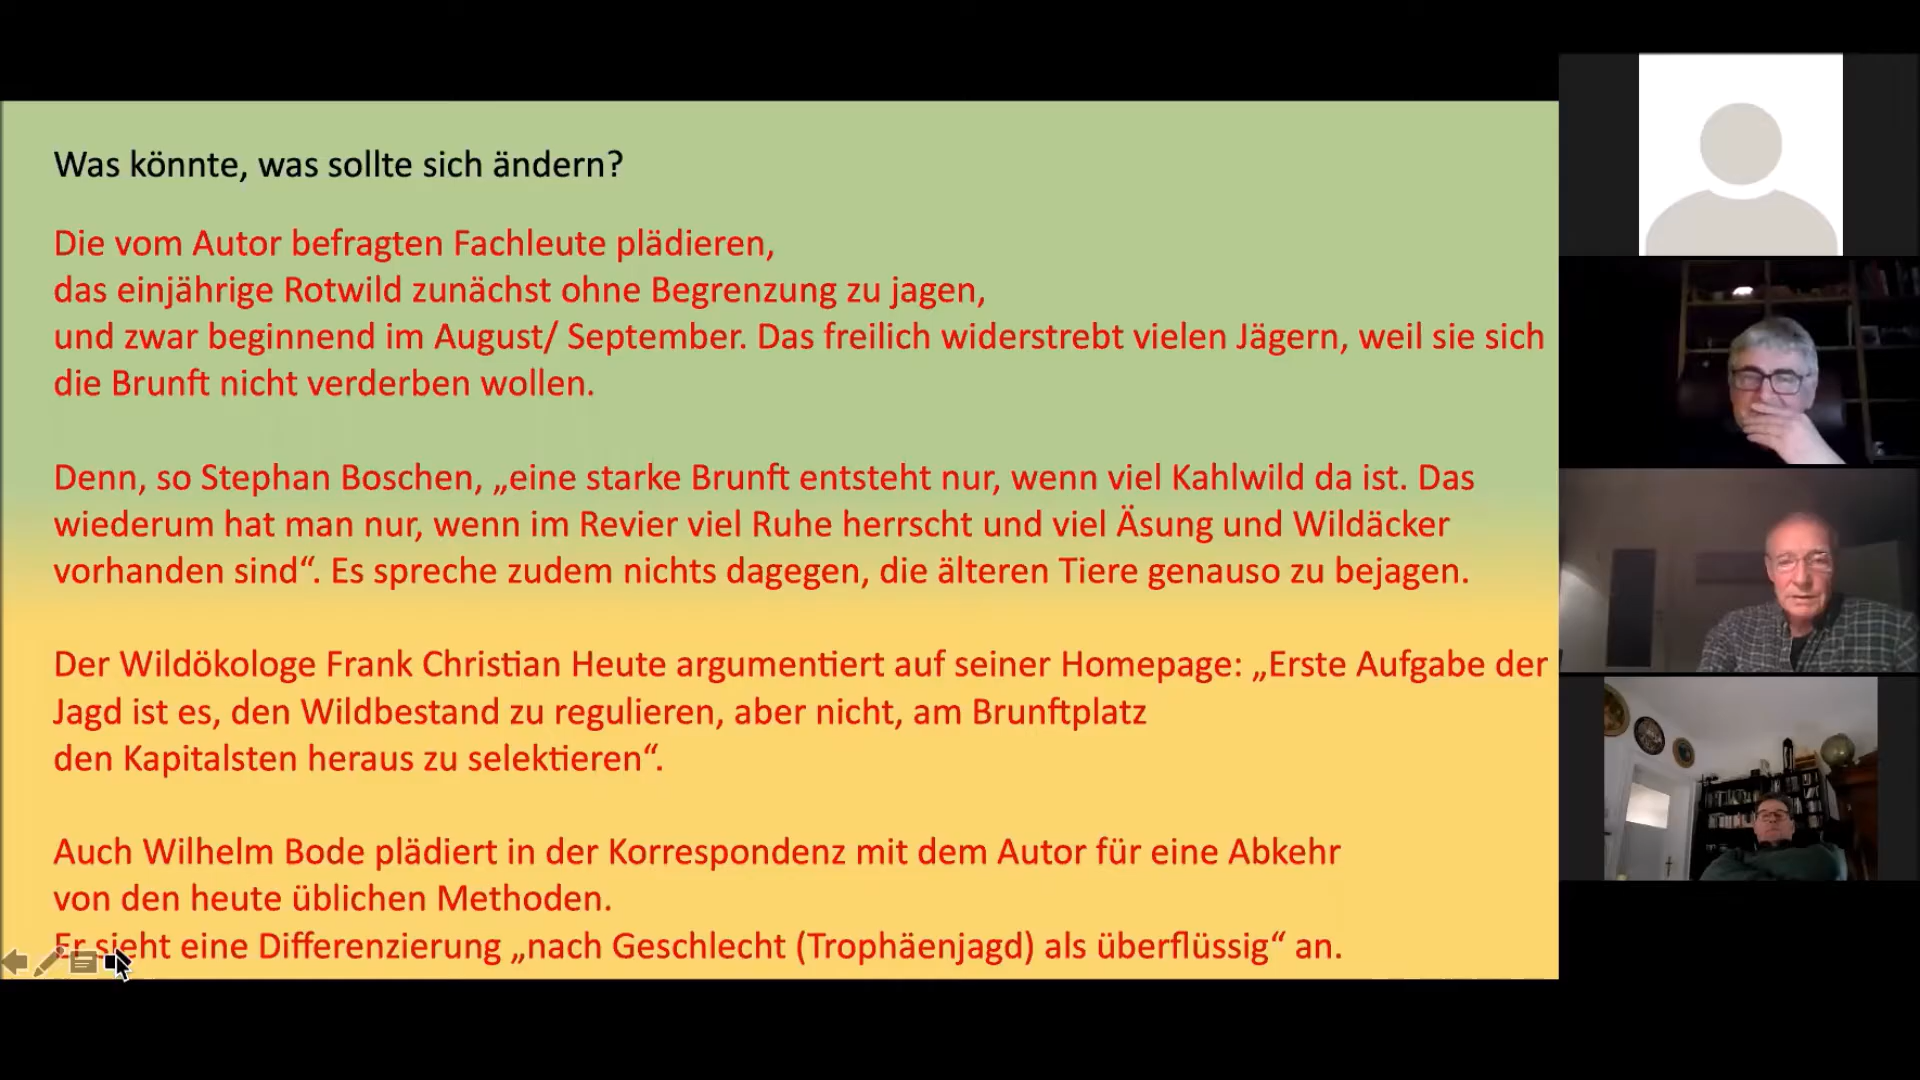 Was könnte, was sollte sich ändern?
Die vom Autor befragten Fachleute plädieren,
das einjährige Rotwild zunächst ohne Begrenzung zu jagen,
und zwar beginnend im August/ September. Das freilich widerstrebt vielen Jägern, weil sie sich
die Brunft nicht verderben wollen.
Denn, so Stephan Boschen, „eine starke Brunft entsteht nur, wenn viel Kahlwild da ist. Das
wiederum hat man nur, wenn im Revier viel Ruhe herrscht und viel Äsung und Wildäcker
vorhanden sind“. Es spreche zudem nichts dagegen, die älteren Tiere genauso zu bejagen.
Der Wildökologe Frank Christian Heute argumentiert auf seiner Homepage: „Erste Aufgabe der
Jagd ist es, den Wildbestand zu regulieren, aber nicht, am Brunftplatz
den Kapitalsten heraus zu selektieren“.
Auch Wilhelm Bode plädiert in der Korrespondenz mit dem Autor für eine Abkehr
von den heute üblichen Methoden.
Er sieht eine Differenzierung „nach Geschlecht (Trophäenjagd) als überflüssig“ an.